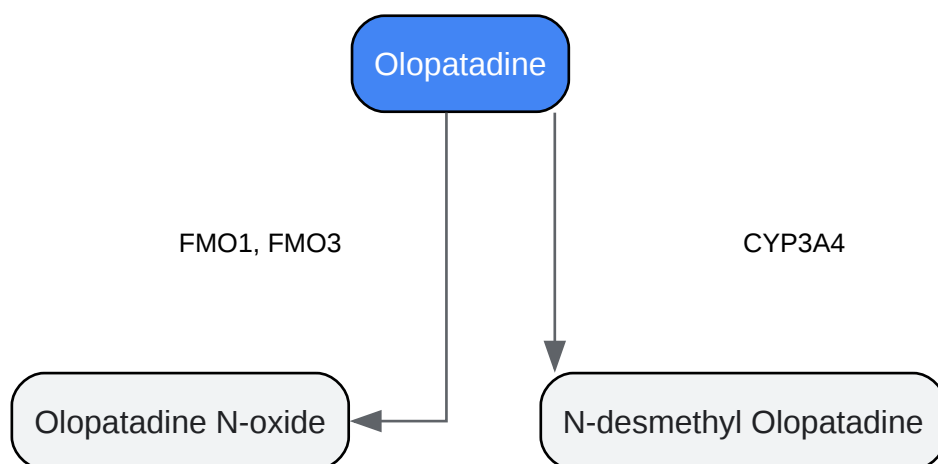 Olopatadine
FMO1, FMO3
CYP3A4
Olopatadine N-oxide
N-desmethyl Olopatadine